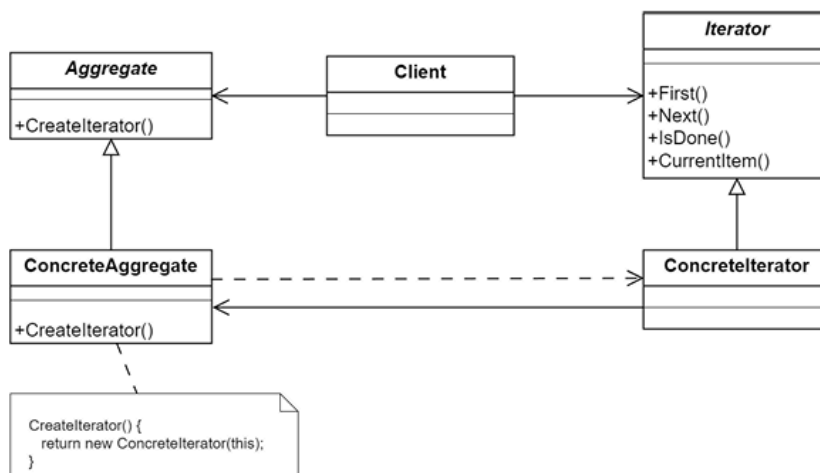 Aggregate
+CreateIterator()
Client
Iterator
+First()
+Next()
+IsDone()
+CurrentItem()
ConcreteAggregate
+CreateIterator()
ConcreteIterator
CreateIterator() {
return new ConcreteIterator(this);
}